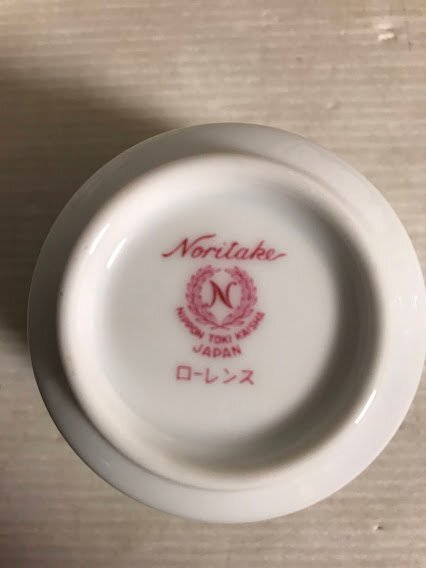 Noritake
N
NIPPON TOKI KAISHA
JAPAN
ローレンス